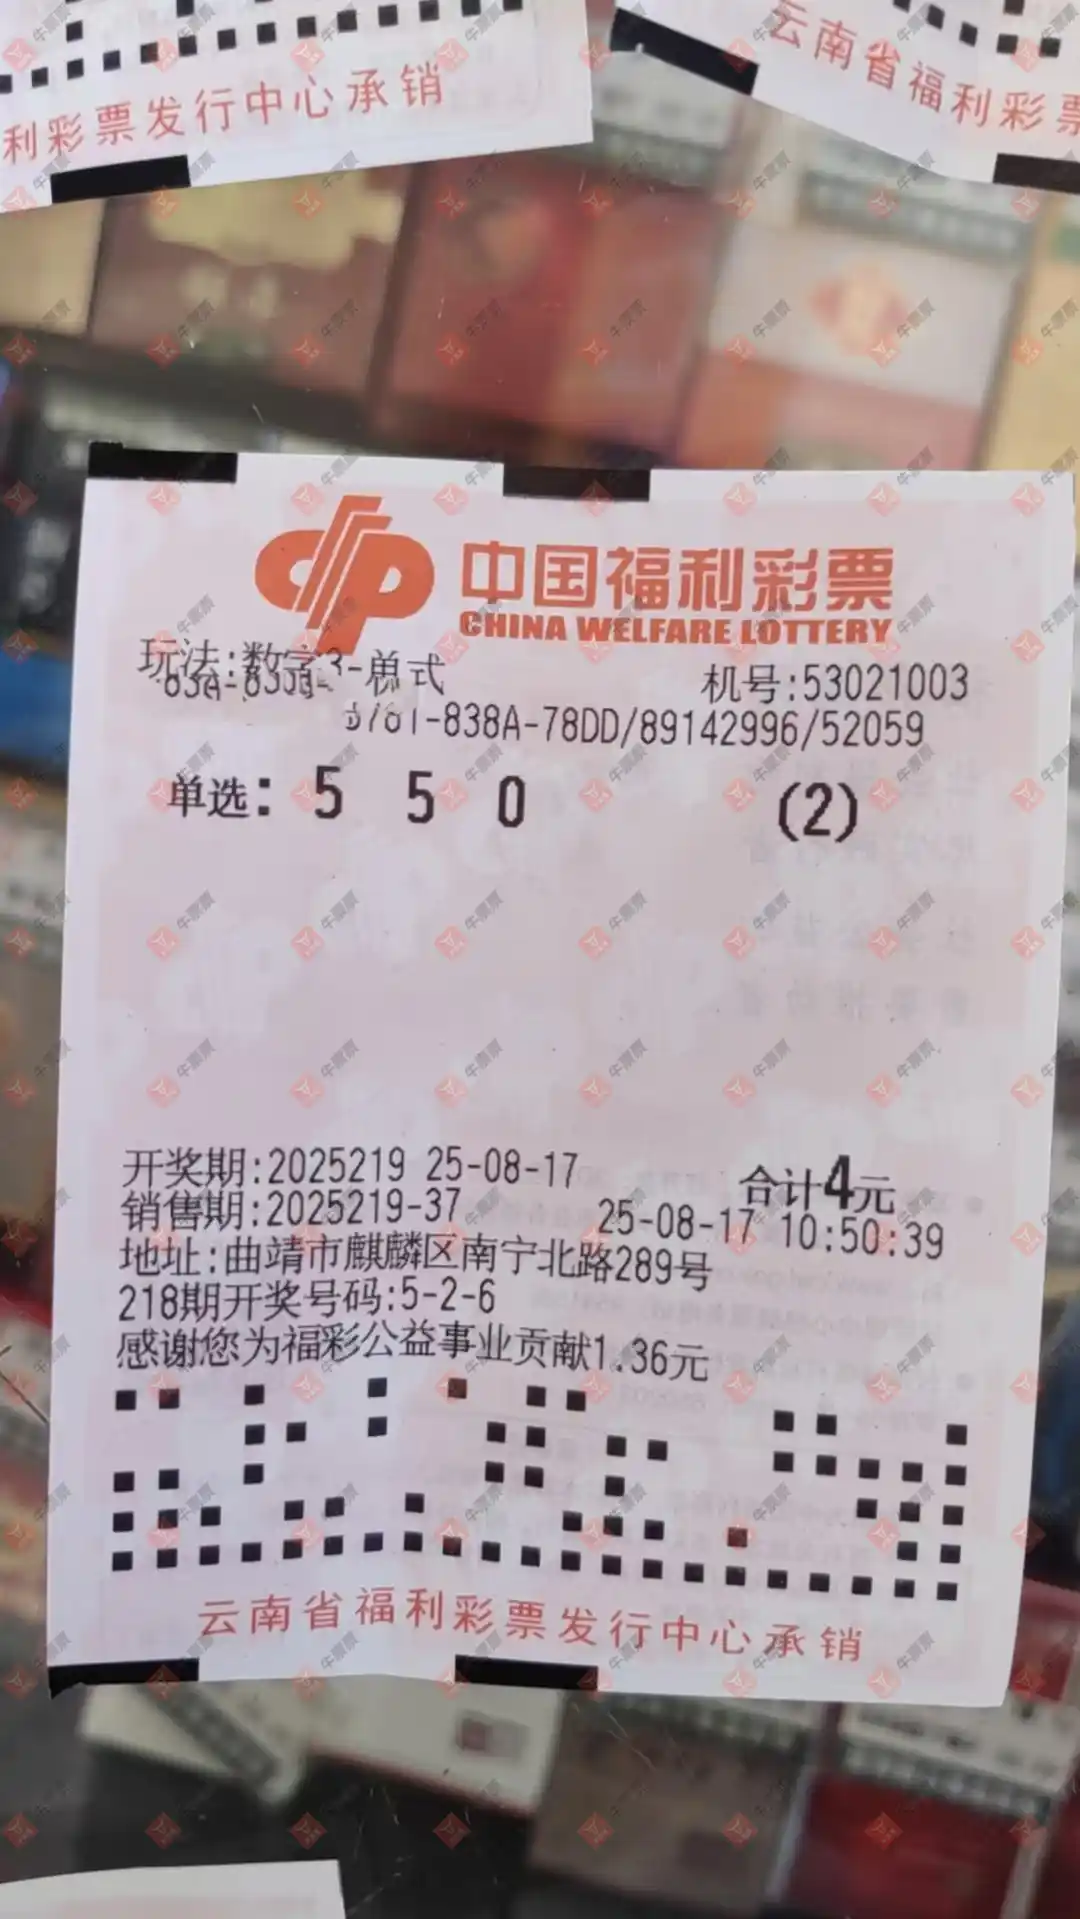 利彩票发行中心承销
云南省福利彩票
中国福利彩票
CHINA WELFARE LOTTERY
玩法:数字3-单式
机号:53021003
-838A-78DD/89142996/52059
单选: 5 5 0 (2)
开奖期:2025219 25-08-17
合计4元
销售期:2025219-37
25-08-17 10:50:39
地址:曲靖市麒麟区南宁北路289号
218期开奖号码:5-2-6
感谢您为福彩公益事业贡献1.36元
云南省福利彩票发行中心承销
牛票票